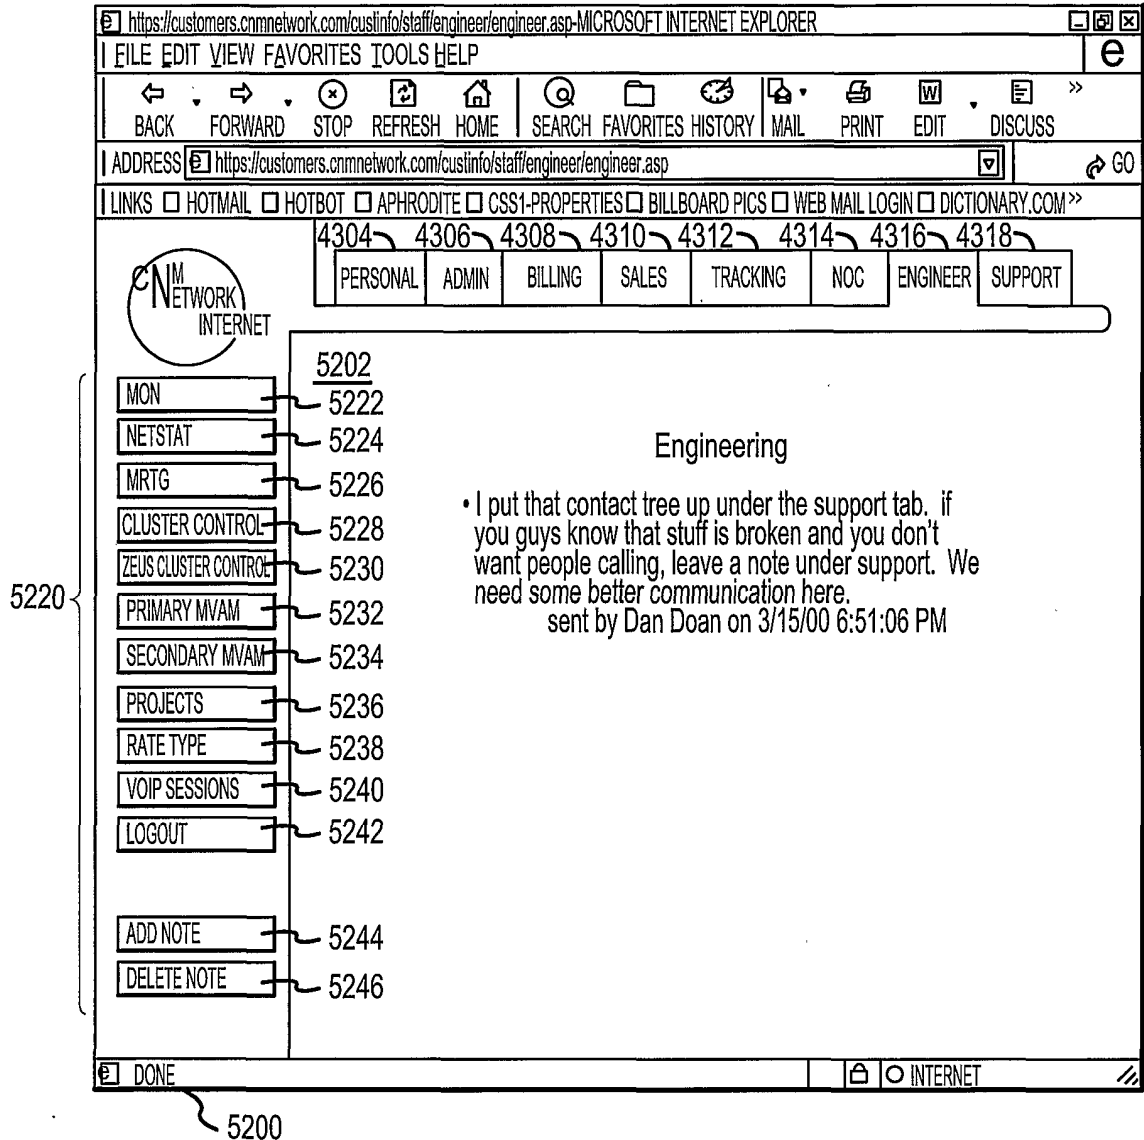 https://customers.cnmnetwork.com/custinfo/staff/engineer/engineer.asp-MICROSOFT INTERNET EXPLORER
FILE EDIT VIEW FAVORITES TOOLS HELP
e
BACK FORWARD STOP REFRESH HOME SEARCH FAVORITES HISTORY MAIL PRINT EDIT DISCUSS »
ADDRESS https://customers.cnmnetwork.com/custinfo/staff/engineer/engineer.asp GO
LINKS HOTMAIL HOTBOT APHRODITE CSS1-PROPERTIES BILLBOARD PICS WEB MAIL LOGIN DICTIONARY.COM »
4304 4306 4308 4310 4312 4314 4316 4318
PERSONAL ADMIN BILLING SALES TRACKING NOC ENGINEER SUPPORT
CNM
NETWORK
INTERNET
5202
MON 5222
NETSTAT 5224
MRTG 5226
CLUSTER CONTROL 5228
ZEUS CLUSTER CONTROL 5230
PRIMARY MVAM 5232
SECONDARY MVAM 5234
PROJECTS 5236
RATE TYPE 5238
VOIP SESSIONS 5240
LOGOUT 5242
ADD NOTE 5244
DELETE NOTE 5246
5220
Engineering
• I put that contact tree up under the support tab. if
you guys know that stuff is broken and you don't
want people calling, leave a note under support. We
need some better communication here.
sent by Dan Doan on 3/15/00 6:51:06 PM
DONE INTERNET
5200